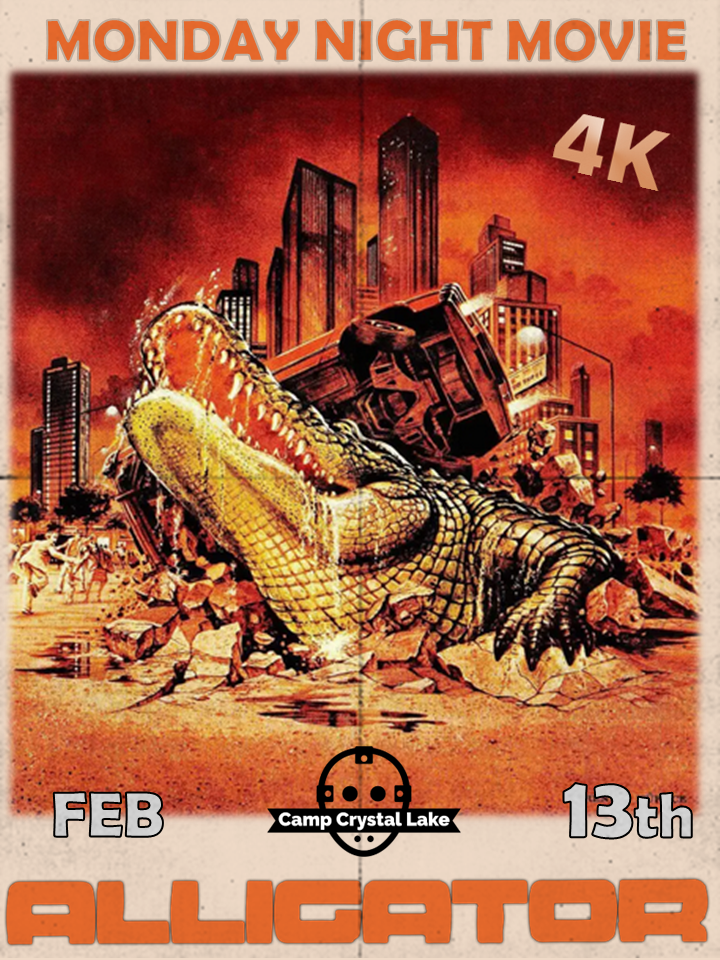 MONDAY NIGHT MOVIE
4K
FEB
Camp Crystal Lake
13th
ALLIGATOR